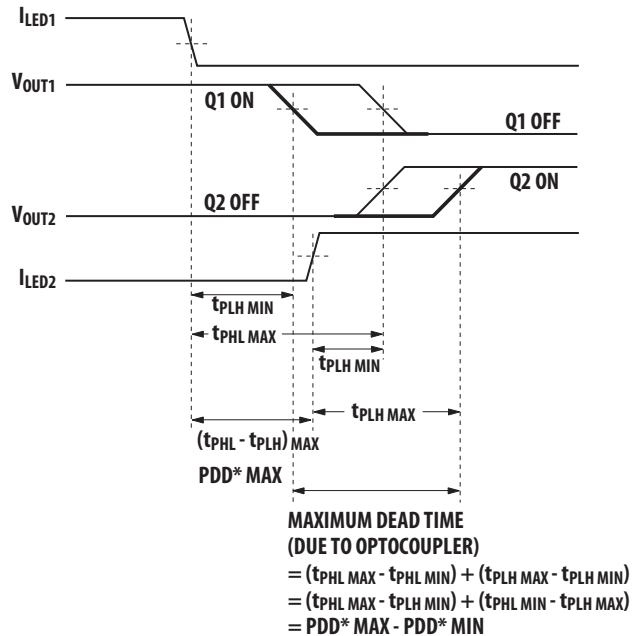 ILED1
VOUT1
Q1 ON
Q1 OFF
Q2 OFF
Q2 ON
VOUT2
ILED2
tPLH MIN
tPHL MAX
tPLH MIN
tPLH MAX
(tPHL - tPLH) MAX
PDD* MAX
MAXIMUM DEAD TIME
(DUE TO OPTOCOUPLER)
= (tPHL MAX - tPHL MIN) + (tPLH MAX - tPLH MIN)
= (tPHL MAX - tPLH MIN) + (tPHL MIN - tPLH MAX)
= PDD* MAX - PDD* MIN